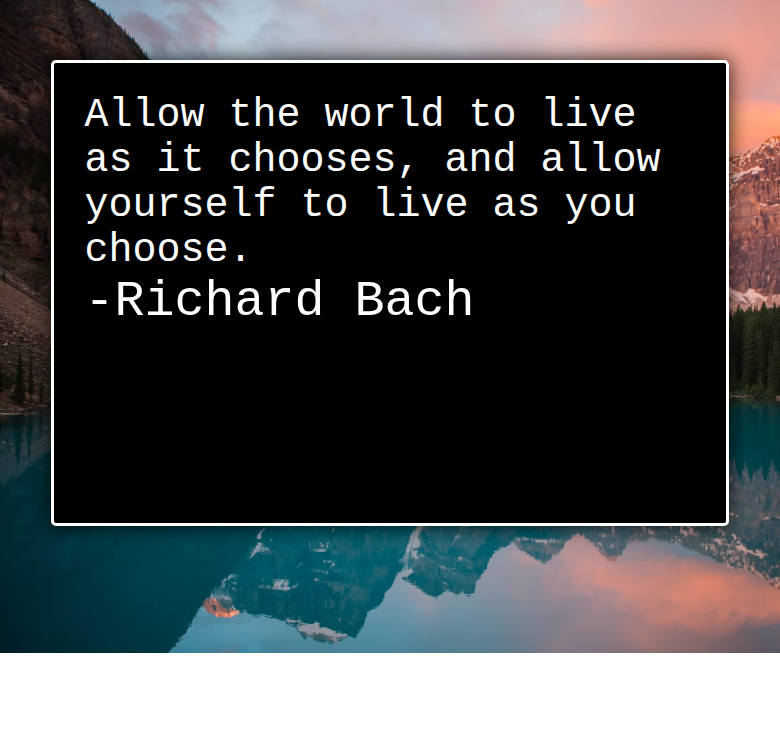 Allow the world to live
as it chooses, and allow
yourself to live as you
choose.
-Richard Bach